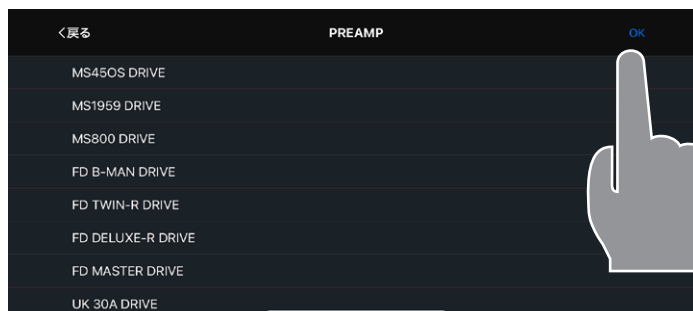 く戻る PREAMP OK
MS45OS DRIVE
MS1959 DRIVE
MS800 DRIVE
FD B-MAN DRIVE
FD TWIN-R DRIVE
FD DELUXE-R DRIVE
FD MASTER DRIVE
UK 30A DRIVE